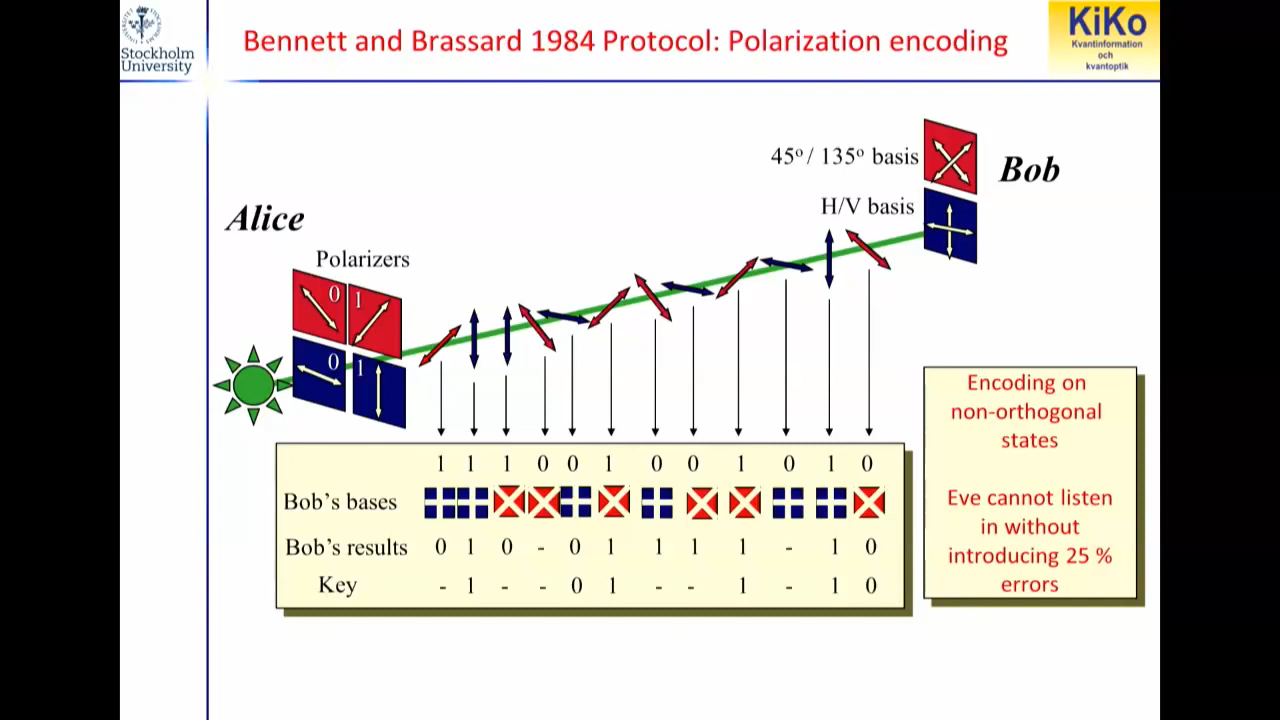 Stockholm
University
Bennett and Brassard 1984 Protocol: Polarization encoding
KiKo
Kvantinformation
och
kvantoptik
45º / 135º basis
Bob
H/V basis
Alice
Polarizers
0 1
0 1
1 1 1 0 0 1 0 0 1 0 1 0
Bob's bases
Bob's results 0 1 0 - 0 1 1 1 1 - 1 0
Key - 1 - - 0 1 - - 1 - 1 0
Encoding on
non-orthogonal
states
Eve cannot listen
in without
introducing 25 %
errors